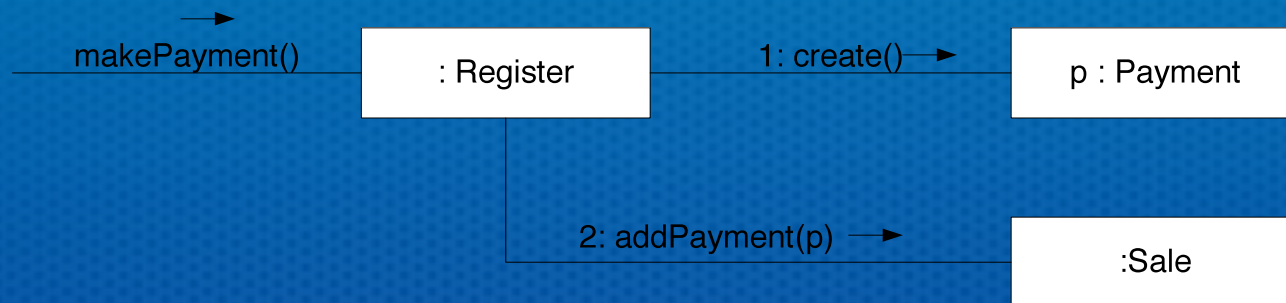 makePayment()
: Register
1: create()
p : Payment
2: addPayment(p)
:Sale